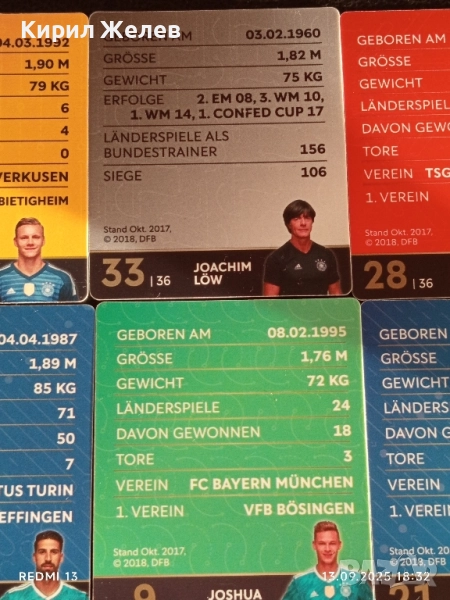 Кирил Желев
04.03.1992
1,90 M
79 KG
6
4
0
VERKUSEN
BIETIGHEIM
AM 03.02.1960
GRÖSSE 1,82 M
GEWICHT 75 KG
ERFOLGE 2. EM 08, 3. WM 10,
1. WM 14, 1. CONFED CUP 17
LÄNDERSPIELE ALS
BUNDESTRAINER 156
SIEGE 106
Stand Okt. 2017,
© 2018, DFB
33 | 36 JOACHIM
LÖW
GEBOREN AM
GRÖSSE
GEWICHT
LÄNDERSPIEL
DAVON GEWO
TORE
VEREIN TSG
1. VEREIN
Stand Okt. 2017,
© 2018, DFB
28 | 36
04.04.1987
1,89 M
85 KG
71
50
7
TUS TURIN
EFFINGEN
GEBOREN AM 08.02.1995
GRÖSSE 1,76 M
GEWICHT 72 KG
LÄNDERSPIELE 24
DAVON GEWONNEN 18
TORE 3
VEREIN FC BAYERN MÜNCHEN
1. VEREIN VFB BÖSINGEN
Stand Okt. 2017,
© 2018, DFB
9 JOSHUA
GEBOREN
GRÖSSE
GEWICHT
LÄNDERS
DAVON G
TORE
VEREIN
1. VEREIN
Stand Okt. 2017,
© 2018, DFB
21
REDMI 13
13.09.2025 18:32